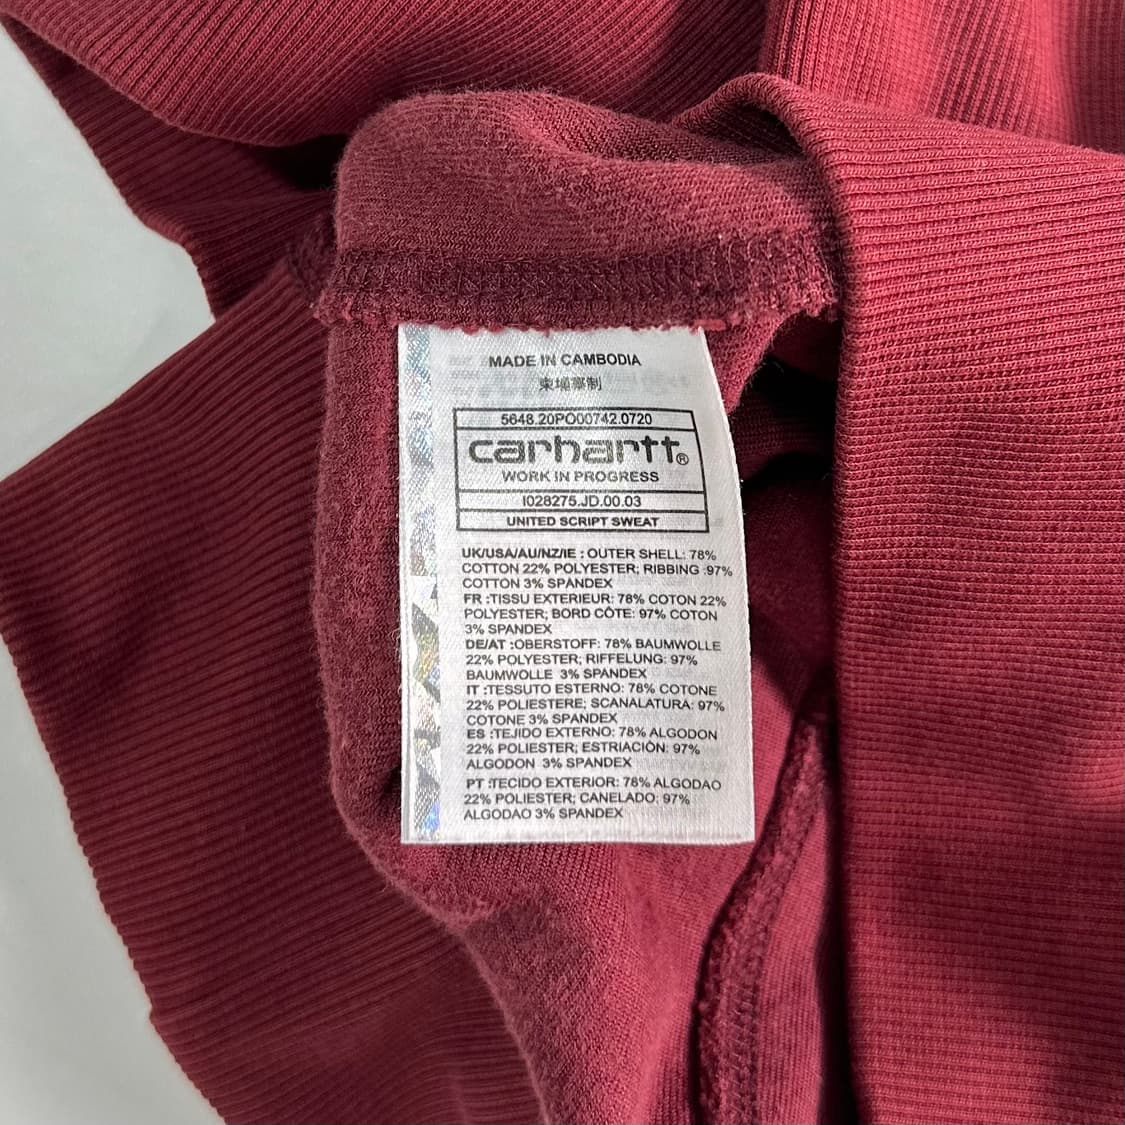 MADE IN CAMBODIA
柬埔寨制
5648.20PO00742.0720
carhartt®
WORK IN PROGRESS
I028275.JD.00.03
UNITED SCRIPT SWEAT
UK/USA/AU/NZ/IE : OUTER SHELL: 78%
COTTON 22% POLYESTER; RIBBING :97%
COTTON 3% SPANDEX
FR :TISSU EXTERIEUR: 78% COTON 22%
POLYESTER; BORD CÔTE: 97% COTON
3% SPANDEX
DE/AT :OBERSTOFF: 78% BAUMWOLLE
22% POLYESTER; RIFFELUNG: 97%
BAUMWOLLE 3% SPANDEX
IT :TESSUTO ESTERNO: 78% COTONE
22% POLIESTERE; SCANALATURA: 97%
COTONE 3% SPANDEX
ES :TEJIDO EXTERNO: 78% ALGODON
22% POLIESTER; ESTRIACIÓN: 97%
ALGODON 3% SPANDEX
PT :TECIDO EXTERIOR: 78% ALGODAO
22% POLIESTER; CANELADO: 97%
ALGODAO 3% SPANDEX